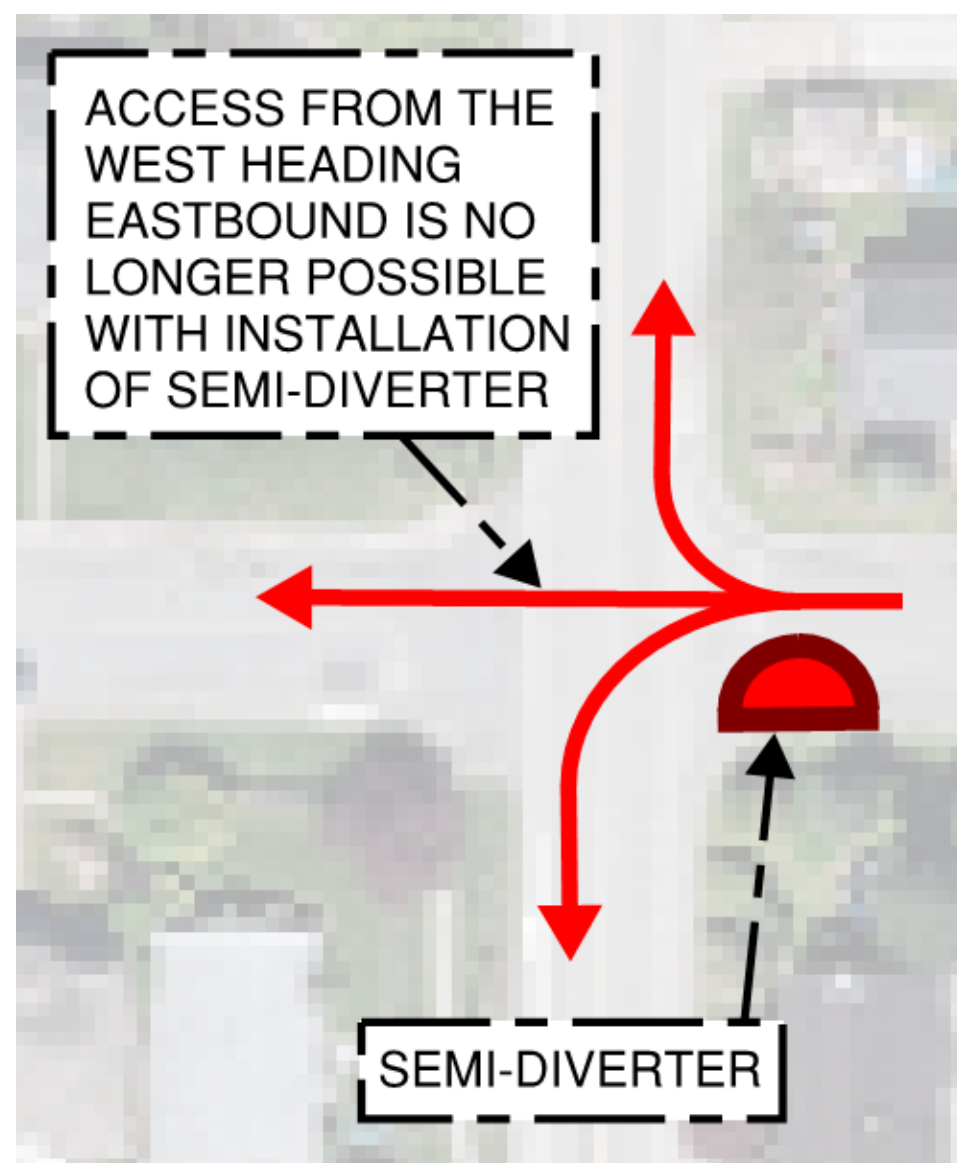 ACCESS FROM THE
WEST HEADING
EASTBOUND IS NO
LONGER POSSIBLE
WITH INSTALLATION
OF SEMI-DIVERTER
SEMI-DIVERTER